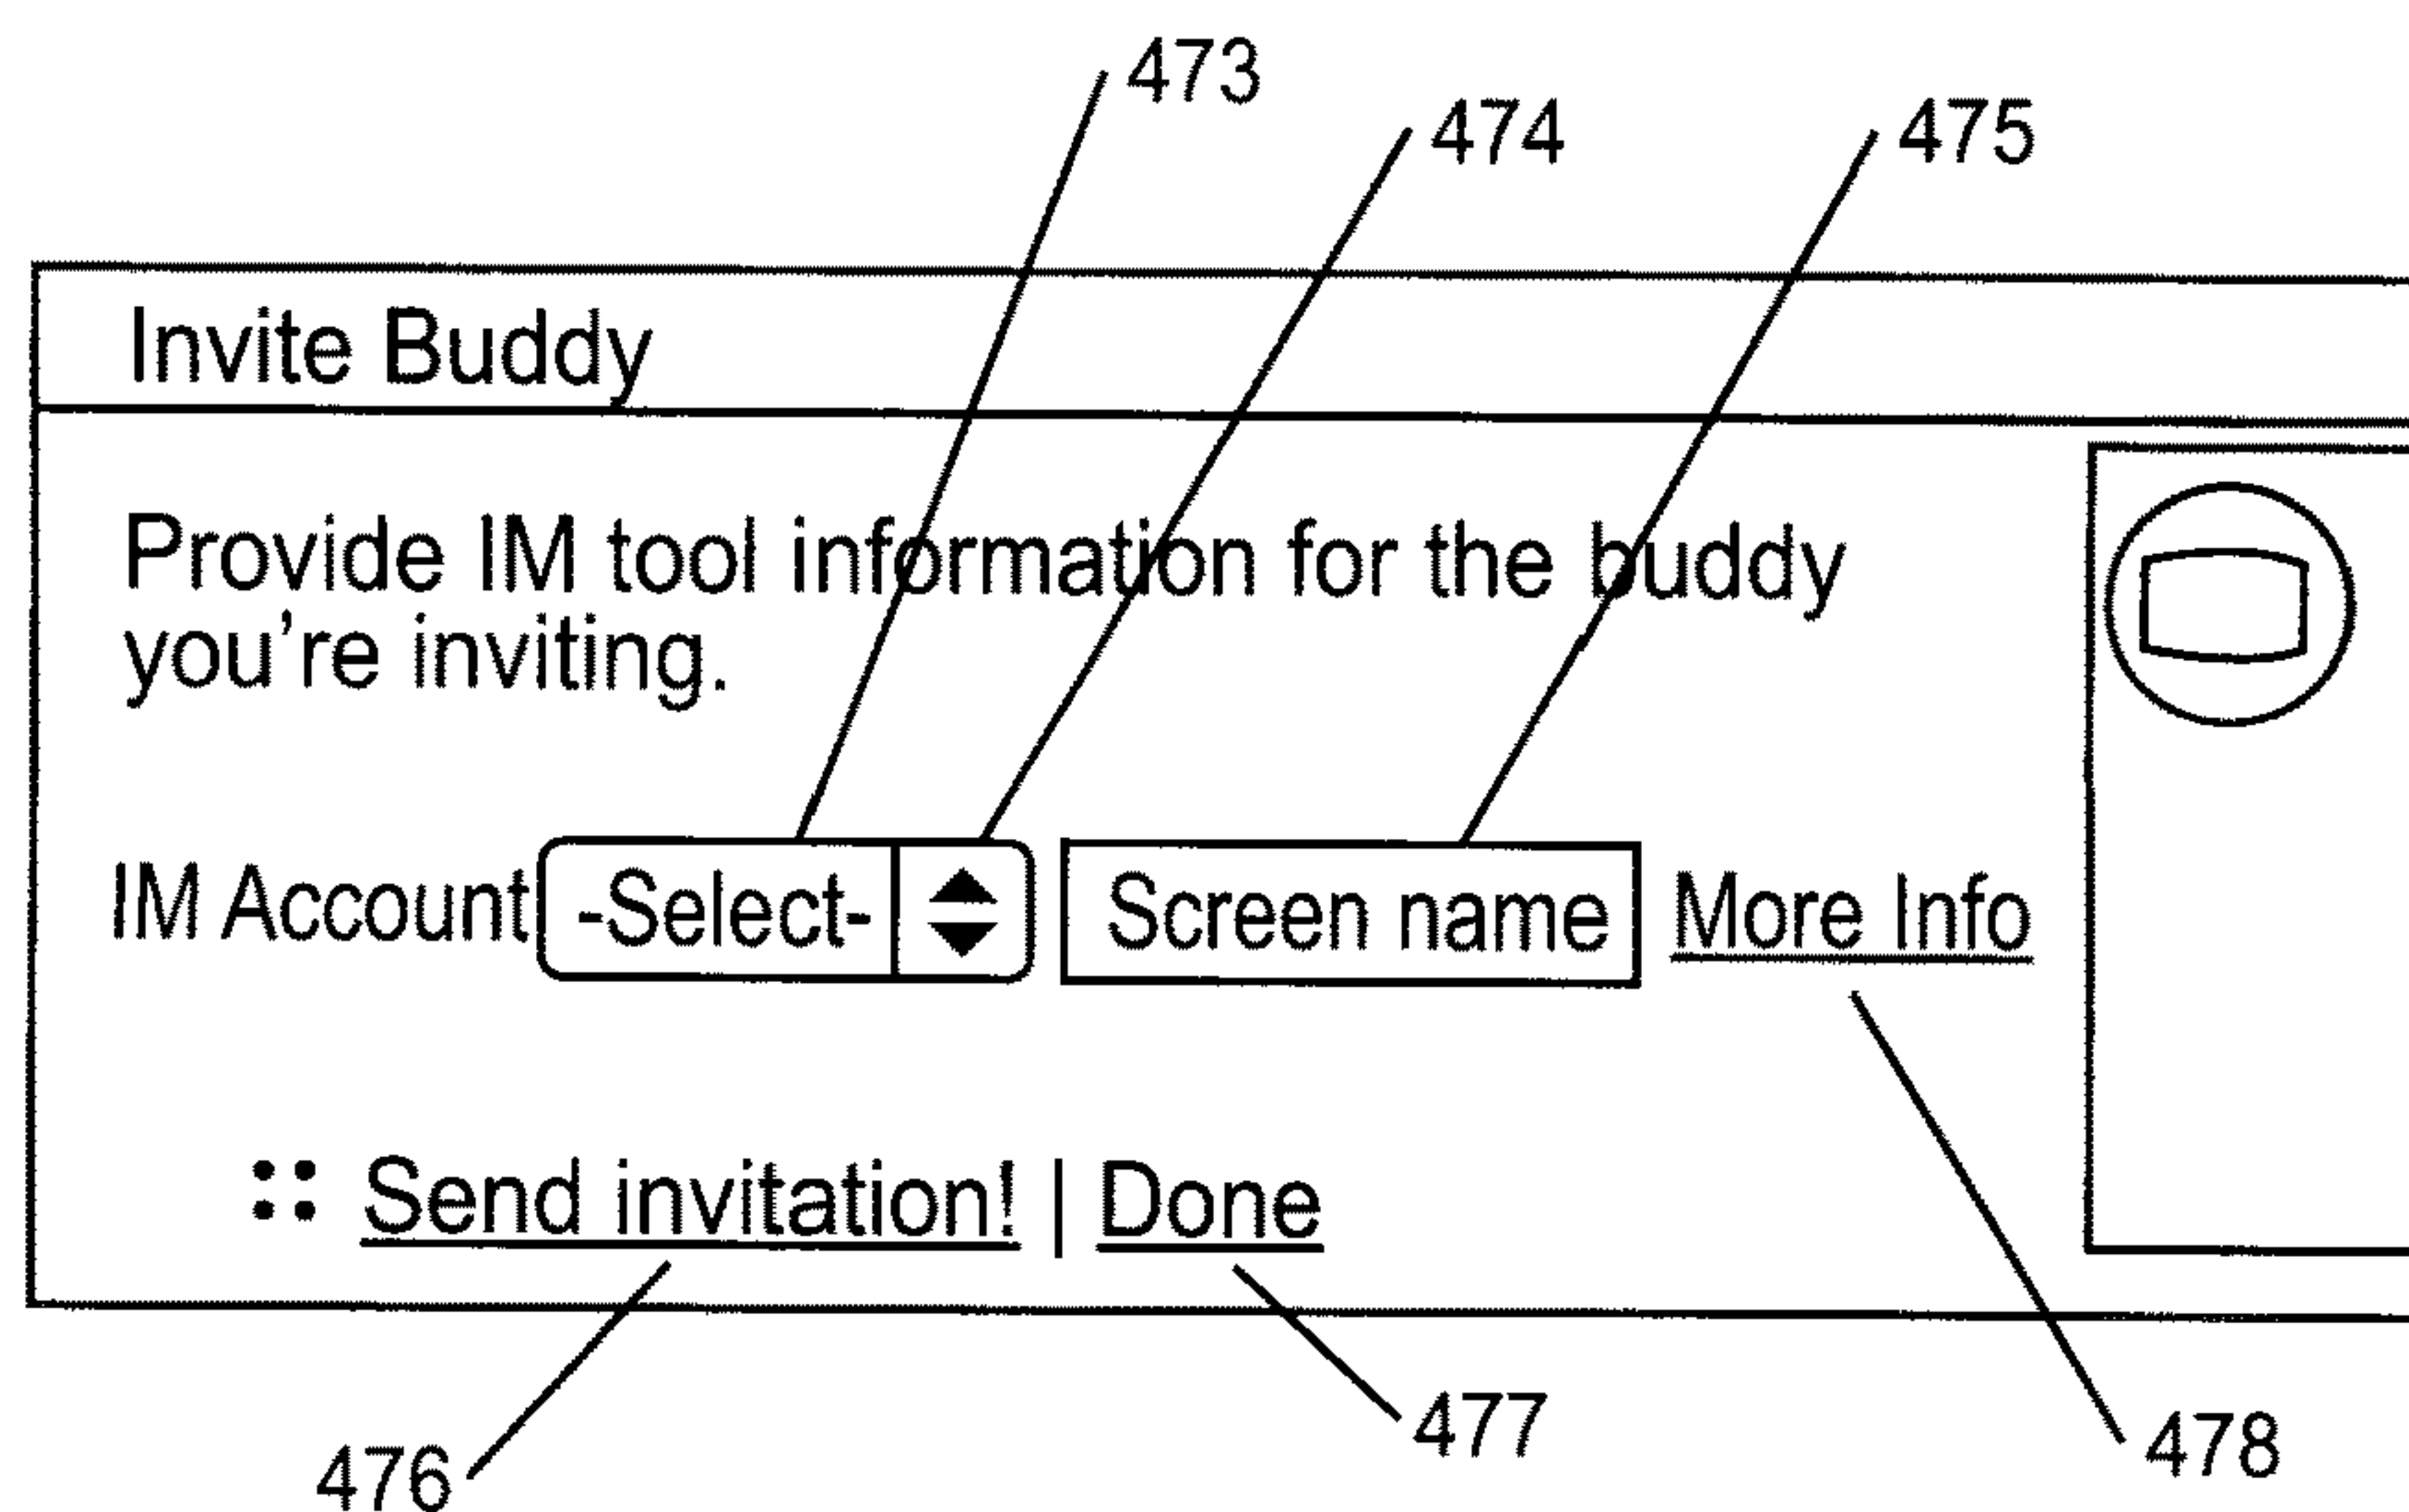 473
474
475
Invite Buddy
Provide IM tool information for the buddy
you're inviting.
IM Account -Select- Screen name More Info
Send invitation! | Done
476
477
478